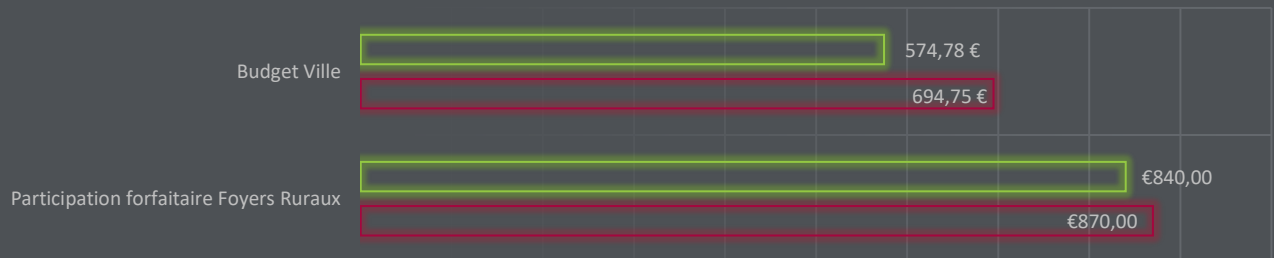 574,78 €
Budget Ville
694,75 €
€840,00
Participation forfaitaire Foyers Ruraux
€870,00